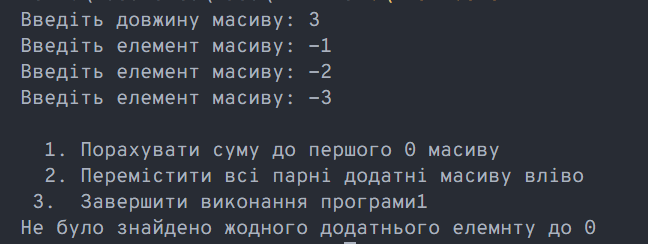 Введіть довжину масиву: 3
Введіть елемент масиву: -1
Введіть елемент масиву: -2
Введіть елемент масиву: -3
1. Порахувати суму до першого 0 масиву
2. Перемістити всі парні додатні масиву вліво
3.  Завершити виконання програми1
Не було знайдено жодного додатнього елемнту до 0